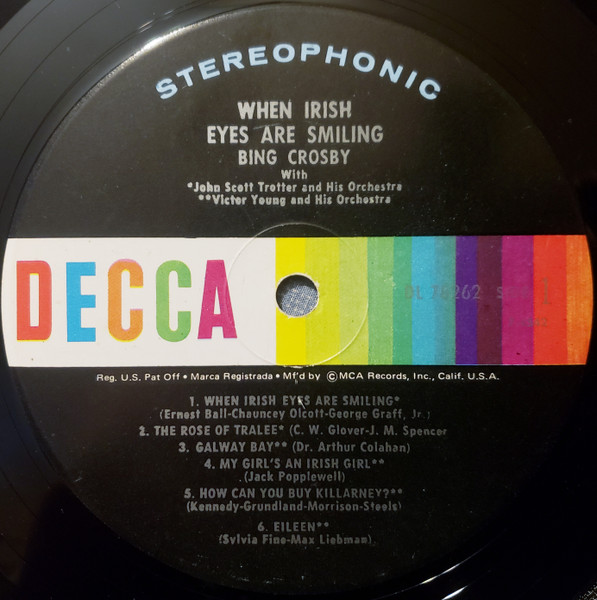 STEREOPHONIC
WHEN IRISH
EYES ARE SMILING
BING CROSBY
With
*John Scott Trotter and His Orchestra
**Victor Young and His Orchestra
DECCA
DL 78262
Reg. U.S. Pat Off • Marca Registrada • Mf'd by ©MCA Records, Inc., Calif. U.S.A.
1. WHEN IRISH EYES ARE SMILING*
(Ernest Ball-Chauncey Olcott-George Graff, Jr.)
2. THE ROSE OF TRALEE* (C. W. Glover-J. M. Spencer
3. GALWAY BAY** (Dr. Arthur Colahan)
4. MY GIRL'S AN IRISH GIRL**
(Jack Popplewell)
5. HOW CAN YOU BUY KILLARNEY?**
(Kennedy-Grundland-Morrison-Steels)
6. EILEEN**
(Sylvia Fine-Max Liebman)